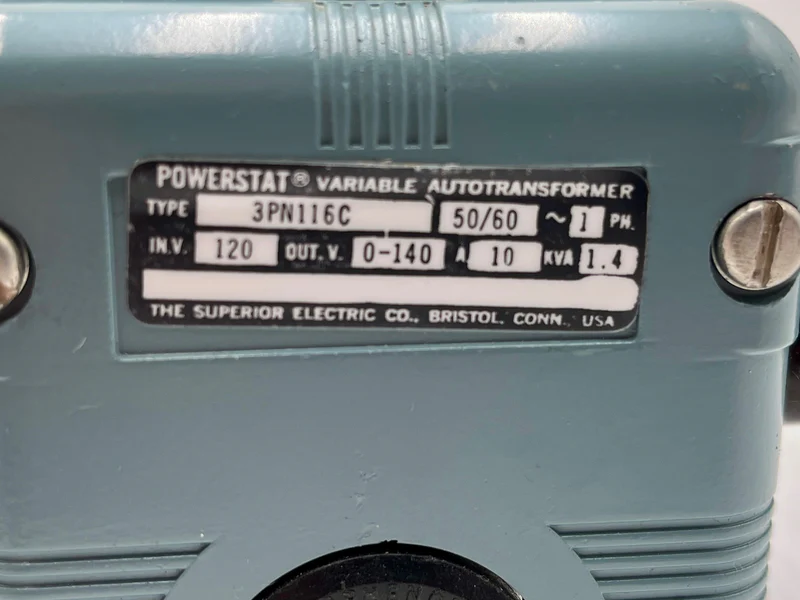 POWERSTAT® VARIABLE AUTOTRANSFORMER
TYPE 3PN116C 50/60 ~ 1 PH.
IN.V. 120 OUT.V. 0-140 A 10 KVA 1.4
THE SUPERIOR ELECTRIC CO., BRISTOL, CONN., USA